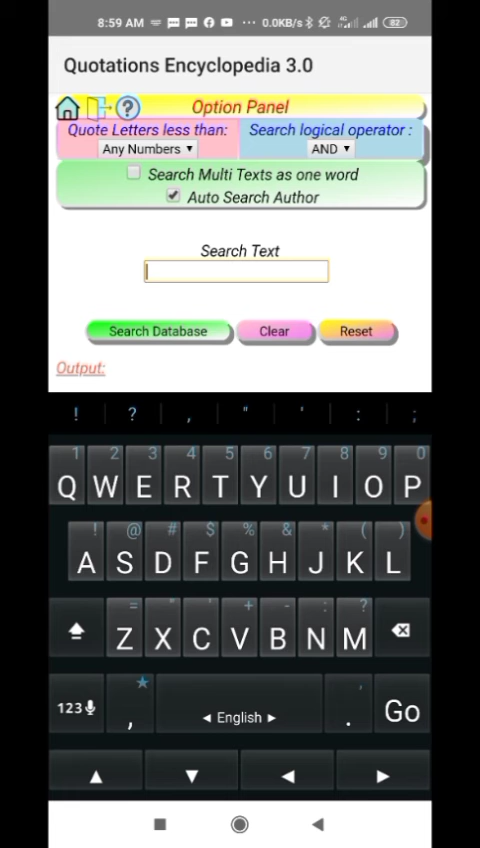 8:59 AM ... 0.0KB/s 82
Quotations Encyclopedia 3.0
? Option Panel
Quote Letters less than: Search logical operator :
Any Numbers ▾ AND ▾
Search Multi Texts as one word
Auto Search Author
Search Text
Search Database Clear Reset
Output:
! ? , " ' : ;
1 2 3 4 5 6 7 8 9 0
Q W E R T Y U I O P
! @ # $ % & * ( )
A S D F G H J K L
= " ' + - : ?
Z X C V B N M
123 , ◄ English ► . Go
▲ ▼ ◄ ►